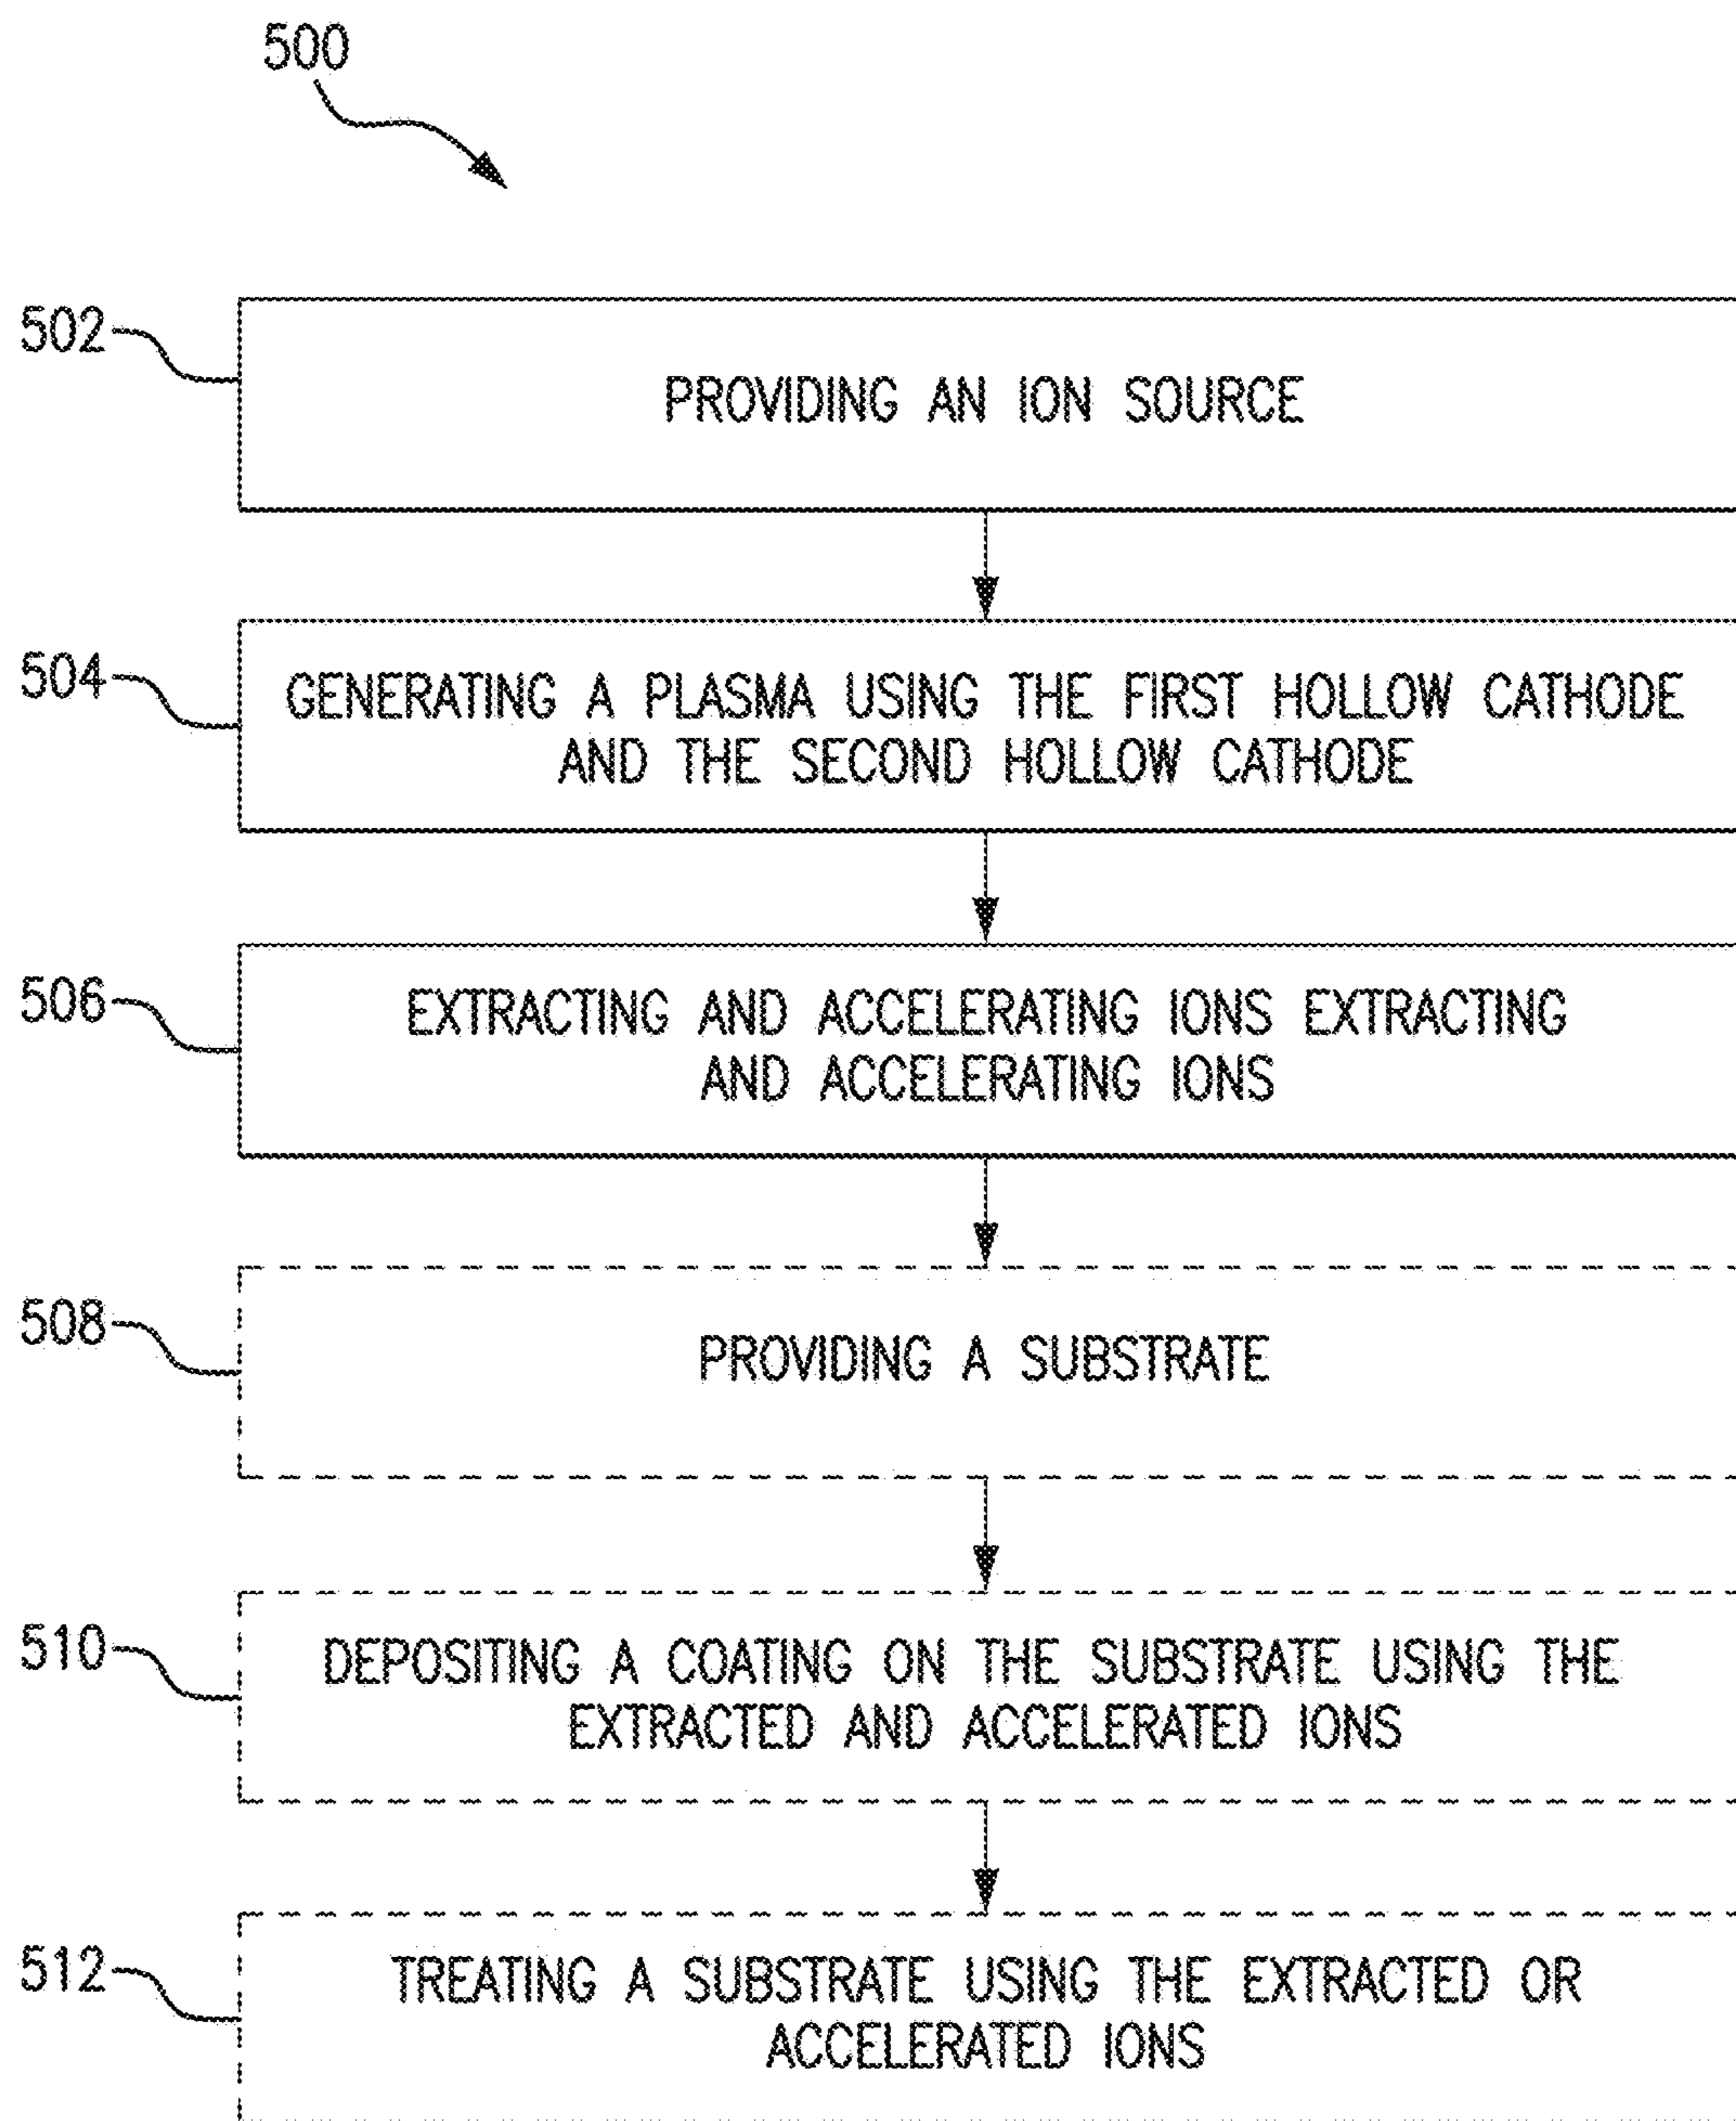 500
502
PROVIDING AN ION SOURCE
504
GENERATING A PLASMA USING THE FIRST HOLLOW CATHODE
AND THE SECOND HOLLOW CATHODE
506
EXTRACTING AND ACCELERATING IONS EXTRACTING
AND ACCELERATING IONS
508
PROVIDING A SUBSTRATE
510
DEPOSITING A COATING ON THE SUBSTRATE USING THE
EXTRACTED AND ACCELERATED IONS
512
TREATING A SUBSTRATE USING THE EXTRACTED OR
ACCELERATED IONS